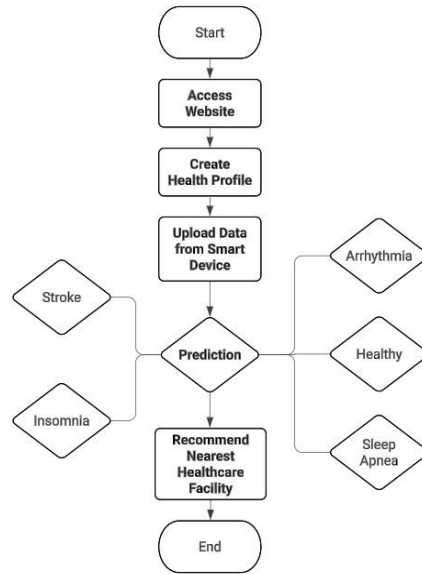 Start
Access
Website
Create
Health Profile
Upload Data
from Smart
Device
Arrhythmia
Stroke
Prediction
Healthy
Insomnia
Sleep
Apnea
Recommend
Nearest
Healthcare
Facility
End